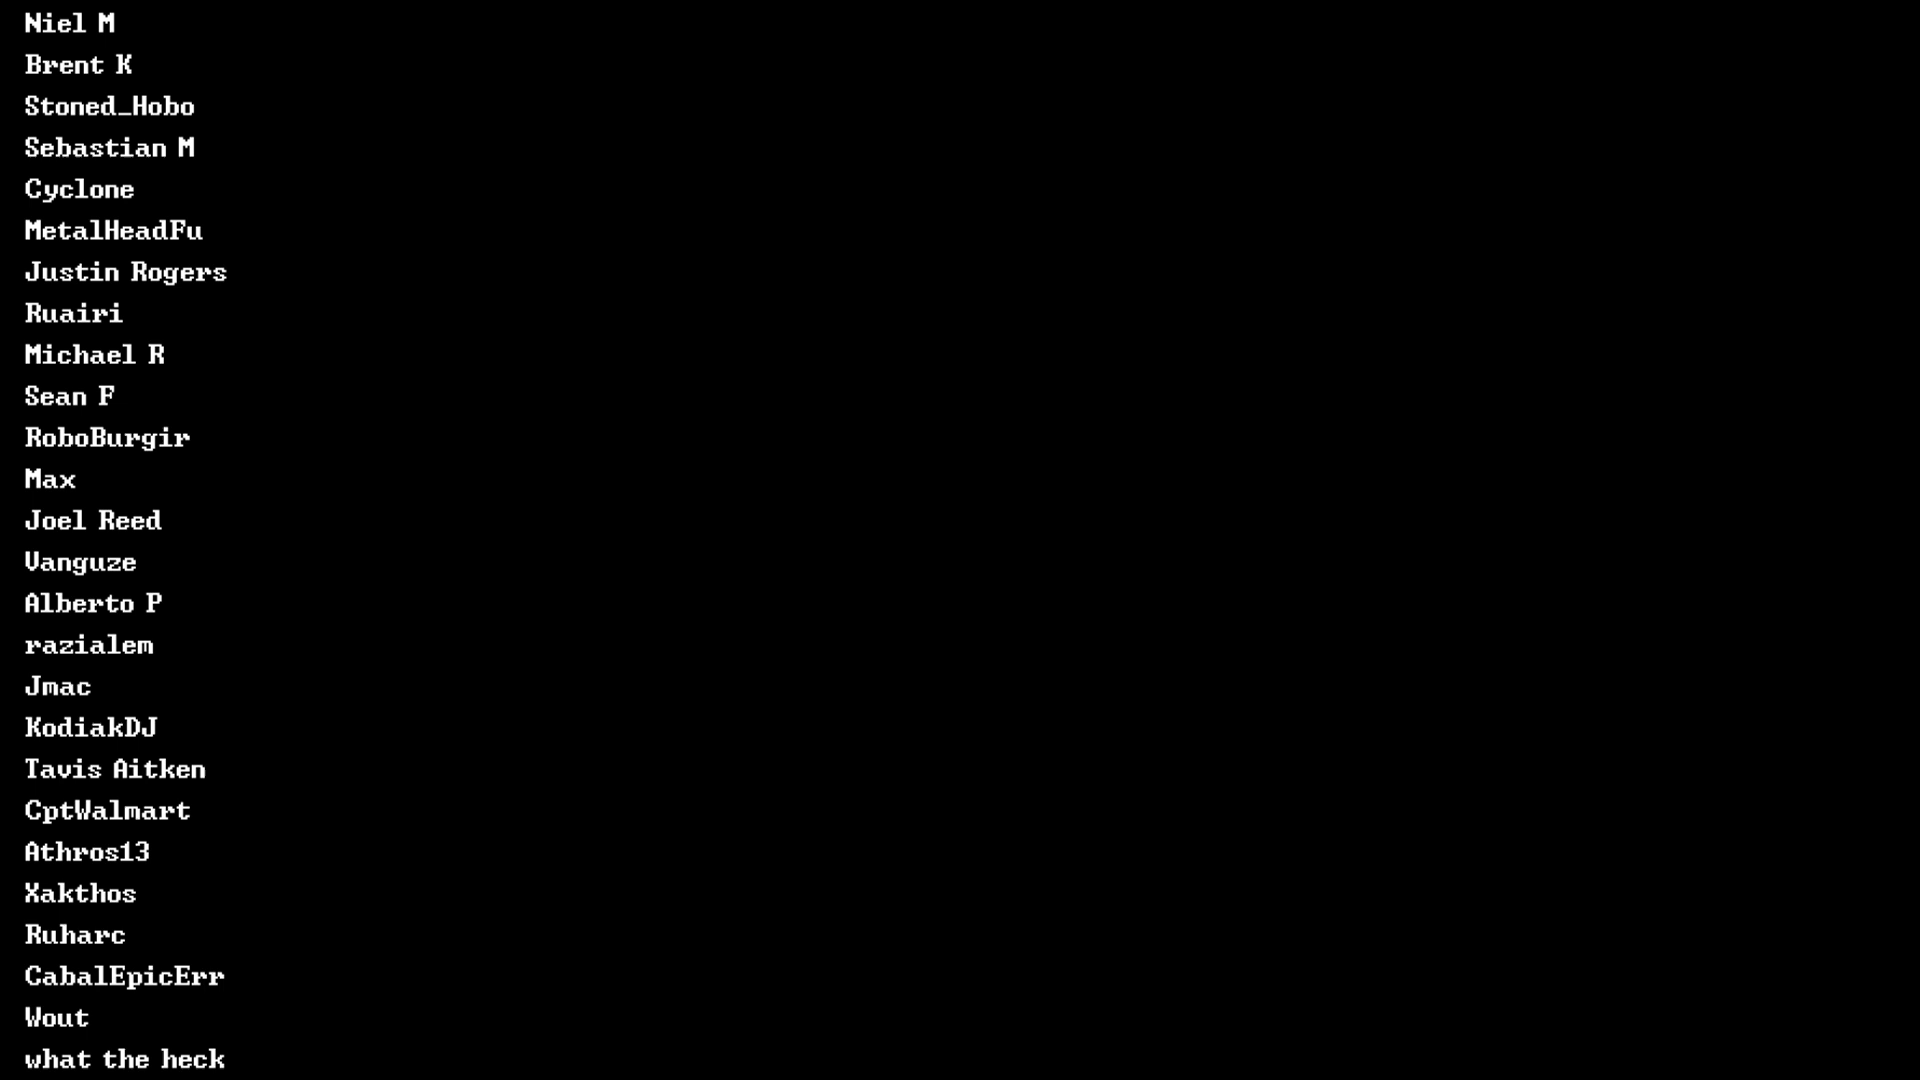 Niel M
Brent K
Stoned_Hobo
Sebastian M
Cyclone
MetalHeadFu
Justin Rogers
Ruairi
Michael R
Sean F
RoboBurgir
Max
Joel Reed
Vanguze
Alberto P
razialem
Jmac
KodiakDJ
Tavis Aitken
CptWalmart
Athros13
Xakthos
Ruharc
CabalEpicErr
Wout
what the heck